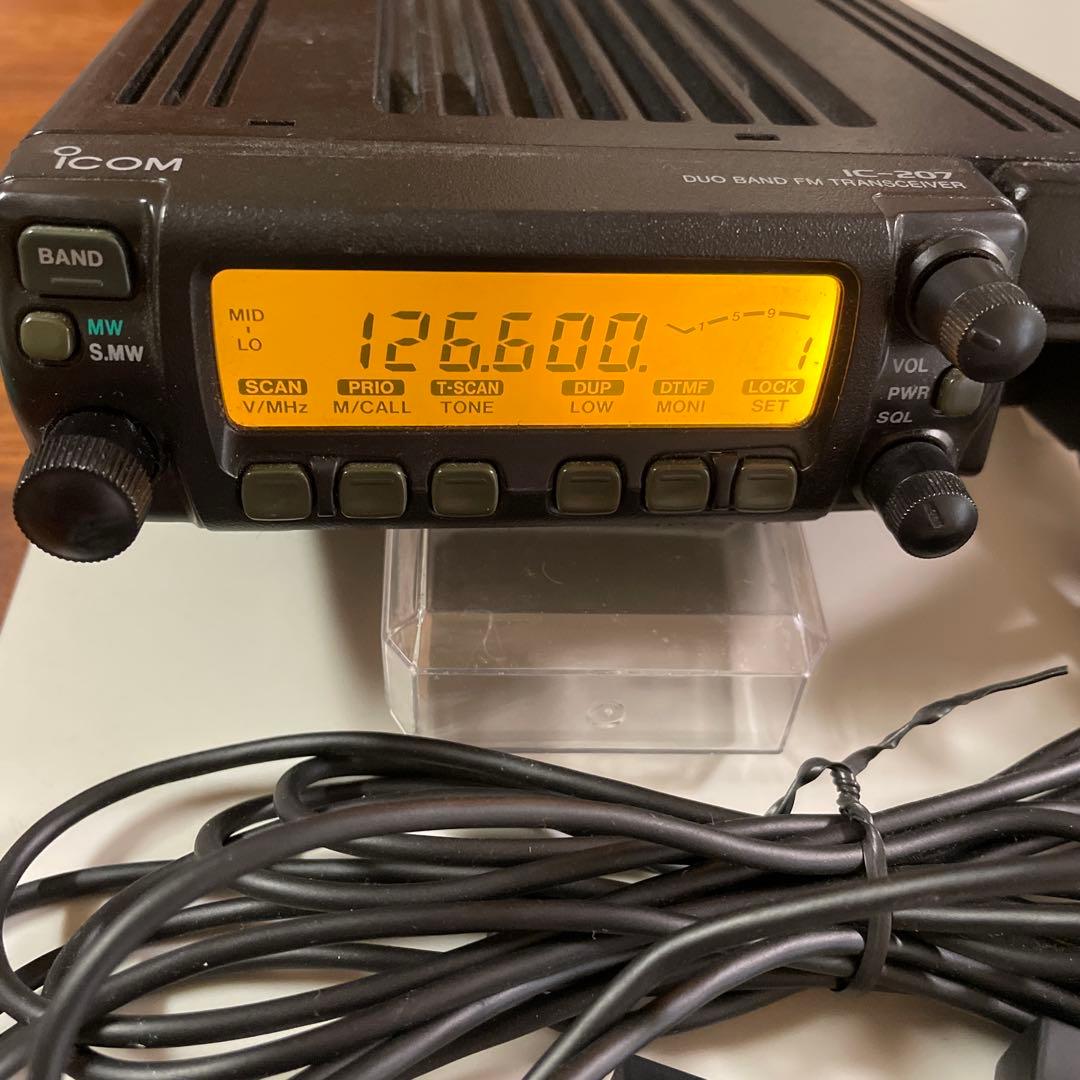 ICOM
IC-207
DUO BAND FM TRANSCEIVER
BAND
MW
S.MW
MID
LO
126.600.
1 5 9
1
SCAN PRIO T-SCAN DUP DTMF LOCK
V/MHz M/CALL TONE LOW MONI SET
VOL
PWR
SQL